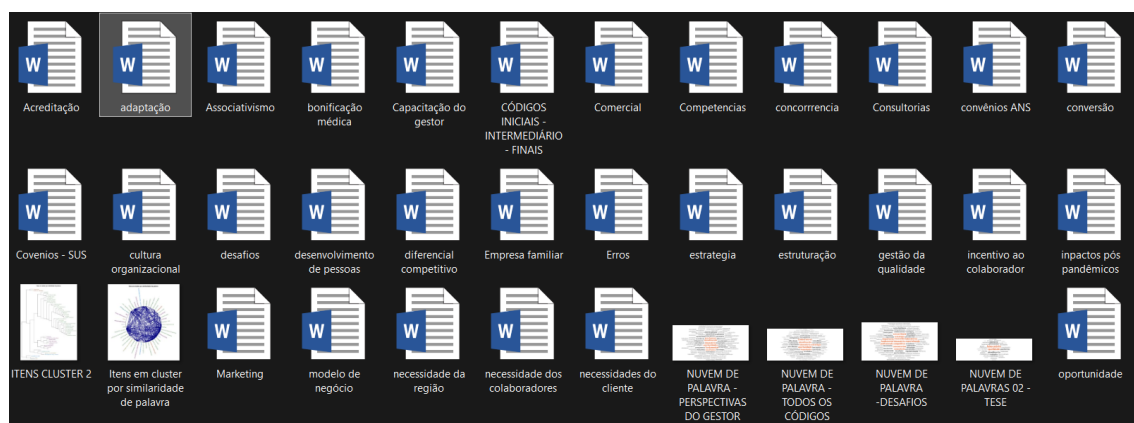 Acreditação
adaptação
Associativismo
bonificação
médica
Capacitação do
gestor
CÓDIGOS
INICIAIS -
INTERMEDIÁRIO
- FINAIS
Comercial
Competencias
concorrrencia
Consultorias
convênios ANS
conversão
Covenios - SUS
cultura
organizacional
desafios
desenvolvimento
de pessoas
diferencial
competitivo
Empresa familiar
Erros
estrategia
estruturação
gestão da
qualidade
incentivo ao
colaborador
inpactos pós
pandêmicos
ITENS CLUSTER 2
Itens em cluster
por similaridade
de palavra
Marketing
modelo de
negócio
necessidade da
região
necessidade dos
colaboradores
necessidades do
cliente
NUVEM DE
PALAVRA -
PERSPECTIVAS
DO GESTOR
NUVEM DE
PALAVRA -
TODOS OS
CÓDIGOS
NUVEM DE
PALAVRA
-DESAFIOS
NUVEM DE
PALAVRAS 02 -
TESE
oportunidade